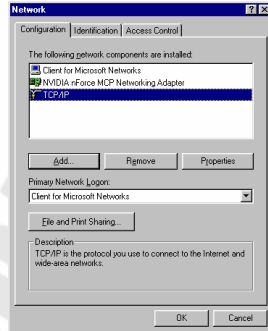 Network
Configuration Identification Access Control
The following network components are installed:
Client for Microsoft Networks
NVIDIA nForce MCP Networking Adapter
TCP/IP
Add... Remove Properties
Primary Network Logon:
Client for Microsoft Networks
File and Print Sharing...
Description
TCP/IP is the protocol you use to connect to the Internet and
wide-area networks.
OK Cancel